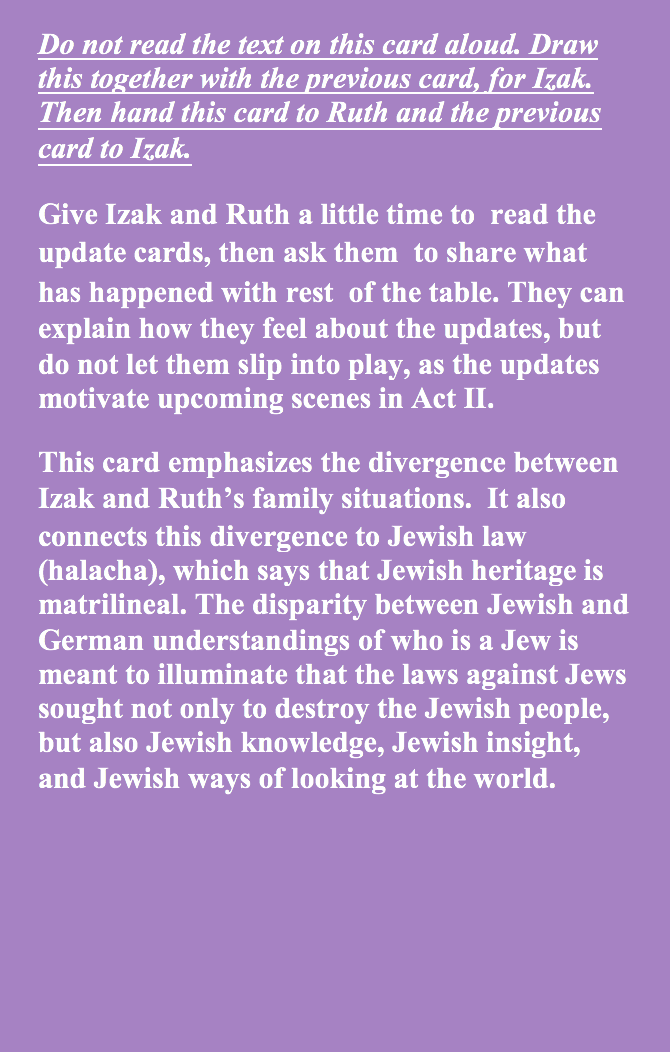 Do not read the text on this card aloud. Draw
this together with the previous card, for Izak.
Then hand this card to Ruth and the previous
card to Izak.
Give Izak and Ruth a little time to  read the
update cards, then ask them  to share what
has happened with rest  of the table. They can
explain how they feel about the updates, but
do not let them slip into play, as the updates
motivate upcoming scenes in Act II.
This card emphasizes the divergence between
Izak and Ruth’s family situations.  It also
connects this divergence to Jewish law
(halacha), which says that Jewish heritage is
matrilineal. The disparity between Jewish and
German understandings of who is a Jew is
meant to illuminate that the laws against Jews
sought not only to destroy the Jewish people,
but also Jewish knowledge, Jewish insight,
and Jewish ways of looking at the world.